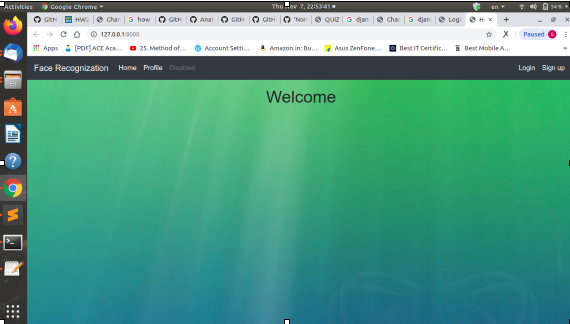 Activities Google Chrome Thu Nov 7, 22:53:41 en 54%
GitH HW2 Char how GitH Anal GitH GitH 'Nor QUIZ djan Char djan Logi H
127.0.0.1:8000 Paused
Apps [PDF] ACE Aca... 25. Method of... Account Setti... Amazon.in: Bu... Asus ZenFone... Best IT Certific... Best Mobile A...
Face Recognization Home Profile Disabled Login Sign up
Welcome